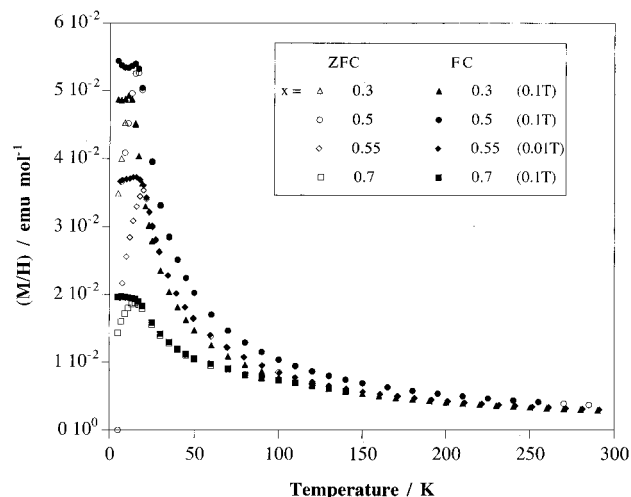 6 10⁻²
5 10⁻²
4 10⁻²
3 10⁻²
2 10⁻²
1 10⁻²
0 10⁰
(M/H) / emu mol⁻¹
ZFC FC
x = △ 0.3 ▲ 0.3 (0.1T)
○ 0.5 ● 0.5 (0.1T)
◇ 0.55 ◆ 0.55 (0.01T)
□ 0.7 ■ 0.7 (0.1T)
0 50 100 150 200 250 300
Temperature / K